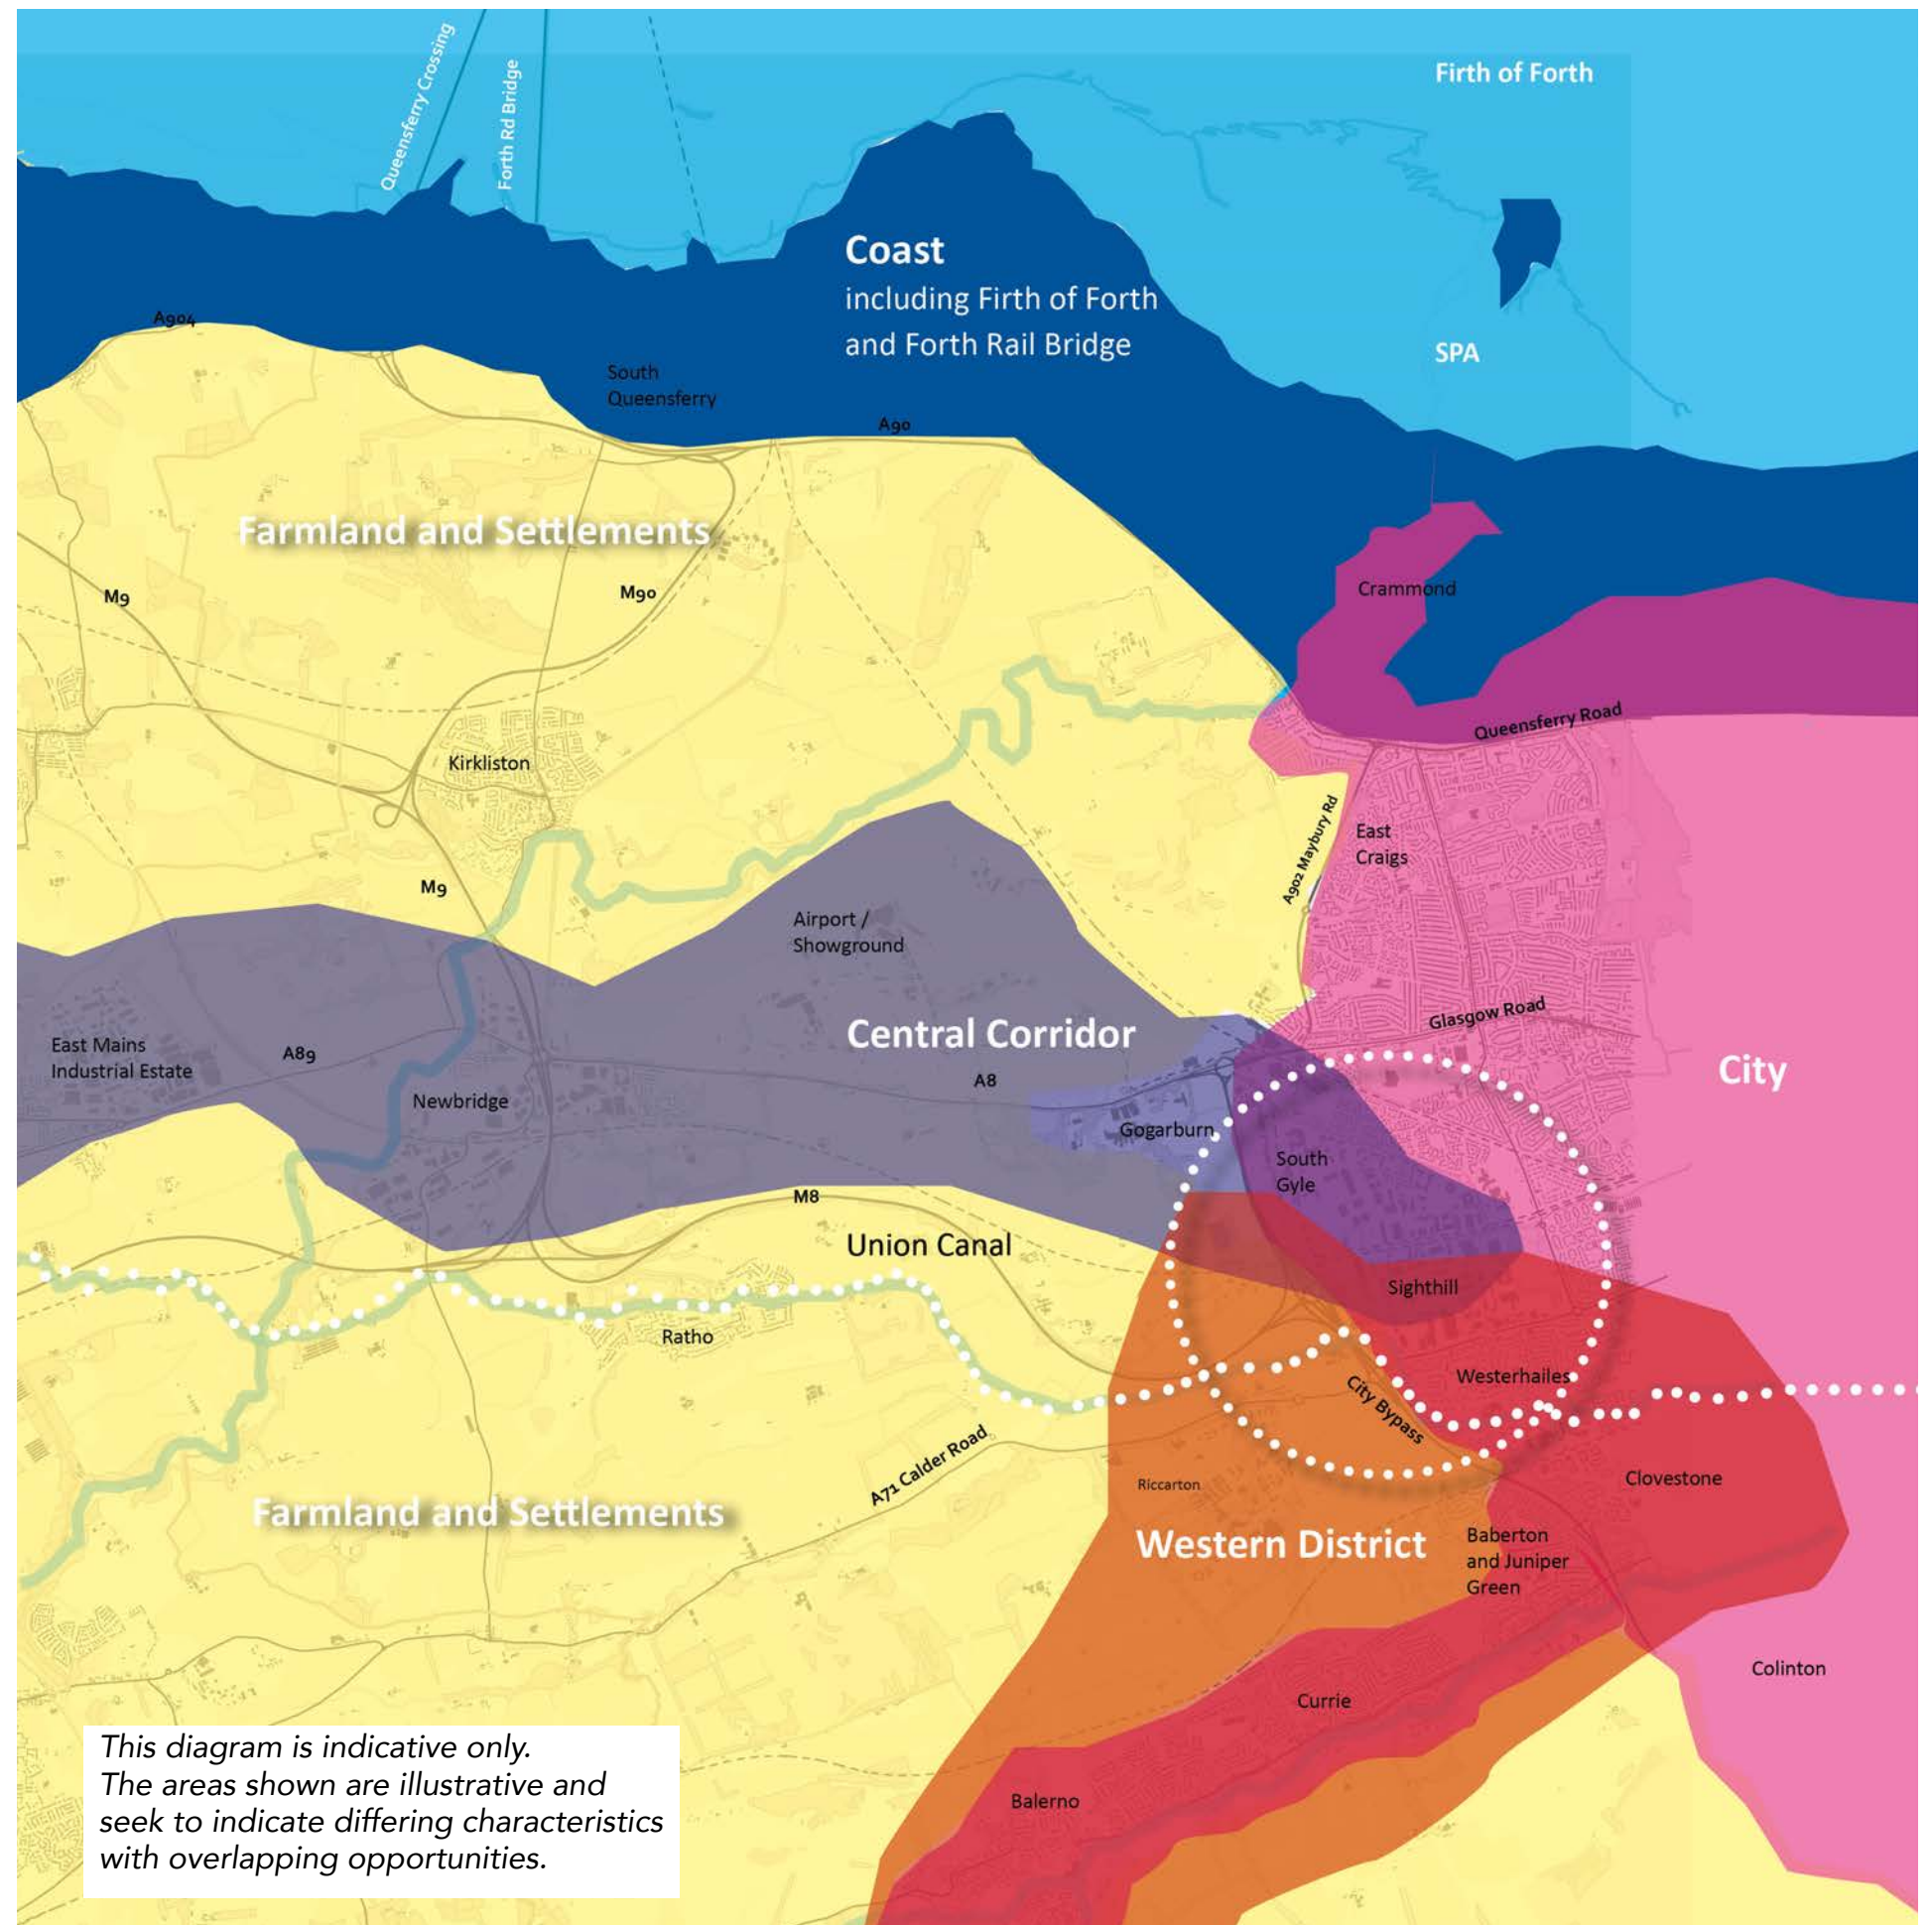 Queensferry Crossing
Forth Rd Bridge
Firth of Forth
Coast
including Firth of Forth
and Forth Rail Bridge
SPA
A904
South
Queensferry
A90
Farmland and Settlements
M9
M90
Crammond
Queensferry Road
Kirkliston
A902 Maybury Rd
East
Craigs
M9
Airport /
Showground
Glasgow Road
Central Corridor
City
East Mains
Industrial Estate
A89
A8
Newbridge
Gogarburn
South
Gyle
M8
Union Canal
Sighthill
Ratho
Westerhailes
City Bypass
A71 Calder Road
Riccarton
Clovestone
Farmland and Settlements
Western District
Baberton
and Juniper
Green
Colinton
Currie
Balerno
This diagram is indicative only.
The areas shown are illustrative and
seek to indicate differing characteristics
with overlapping opportunities.